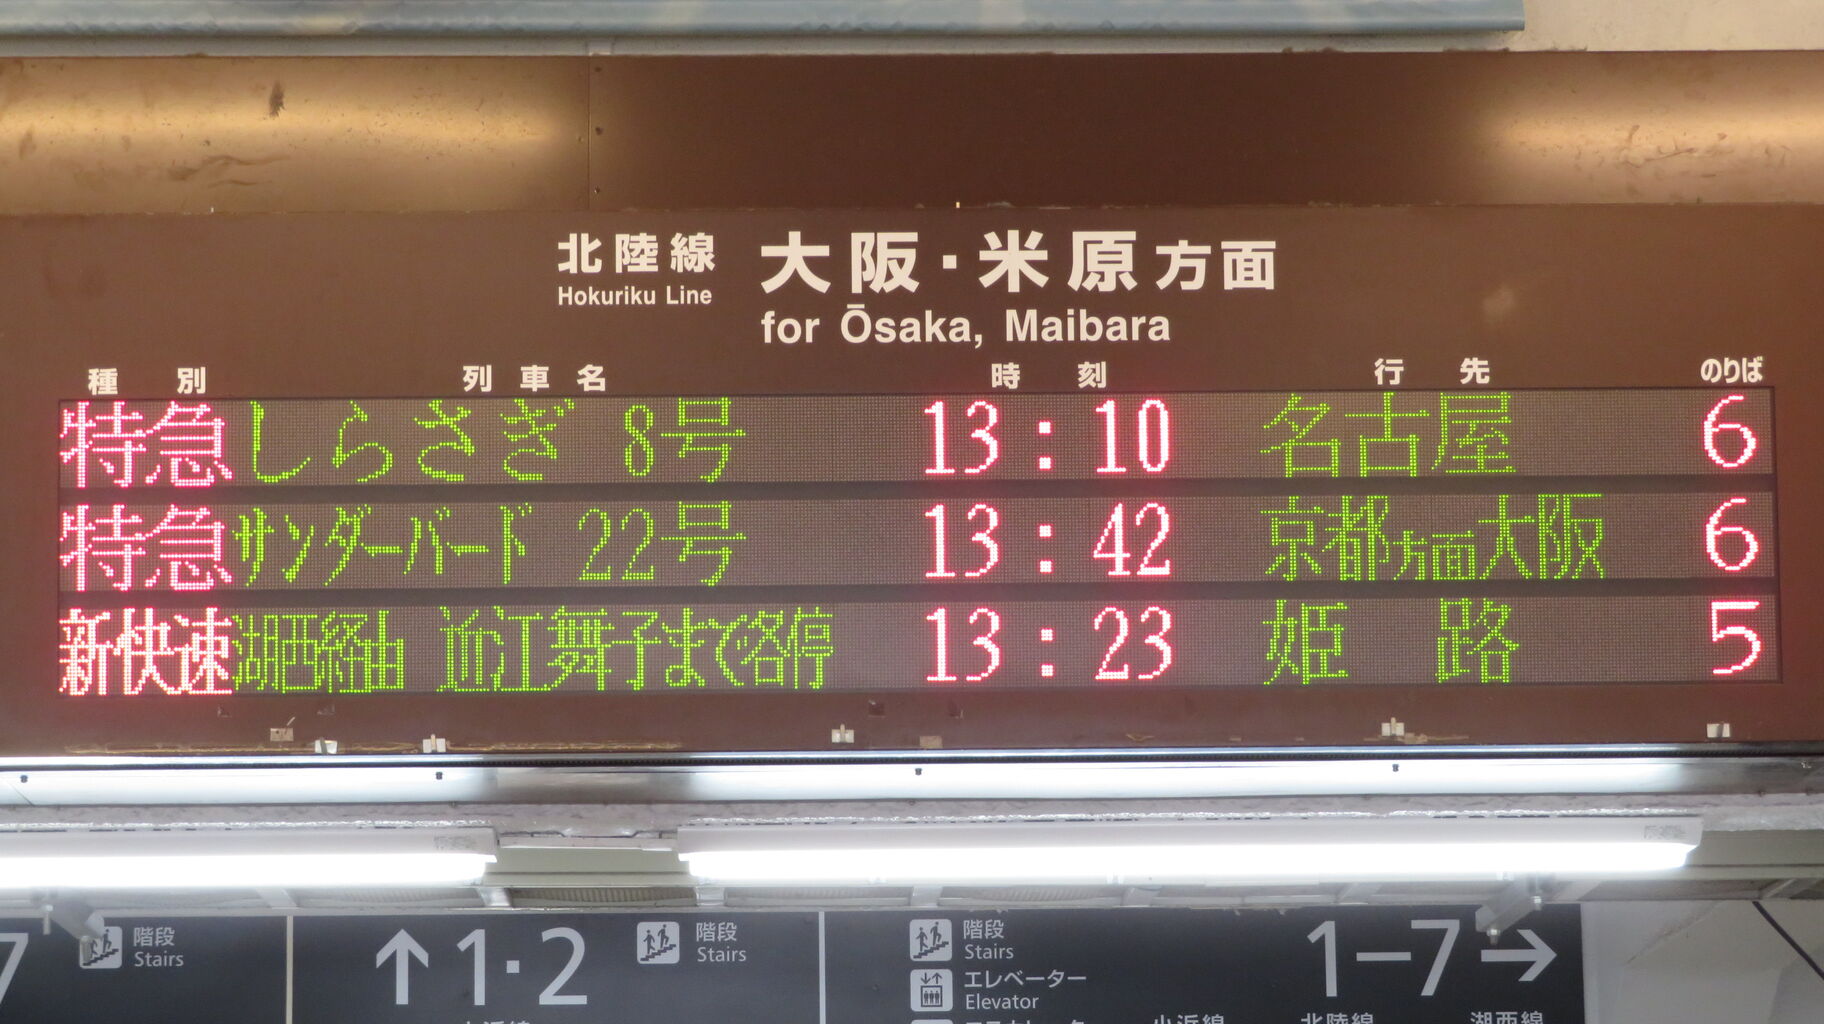 北陸線 大阪・米原方面
Hokuriku Line for Ōsaka, Maibara
種別 列車名 時刻 行先 のりば
特急 しらさぎ 8号 13:10 名古屋 6
特急 サンダーバード 22号 13:42 京都方面大阪 6
新快速 湖西経由 近江舞子まで各停 13:23 姫路 5
7 階段 ↑1・2 階段 階段 1-7→
Stairs Stairs Stairs
エレベーター
Elevator
小浜線 北陸線 湖西線